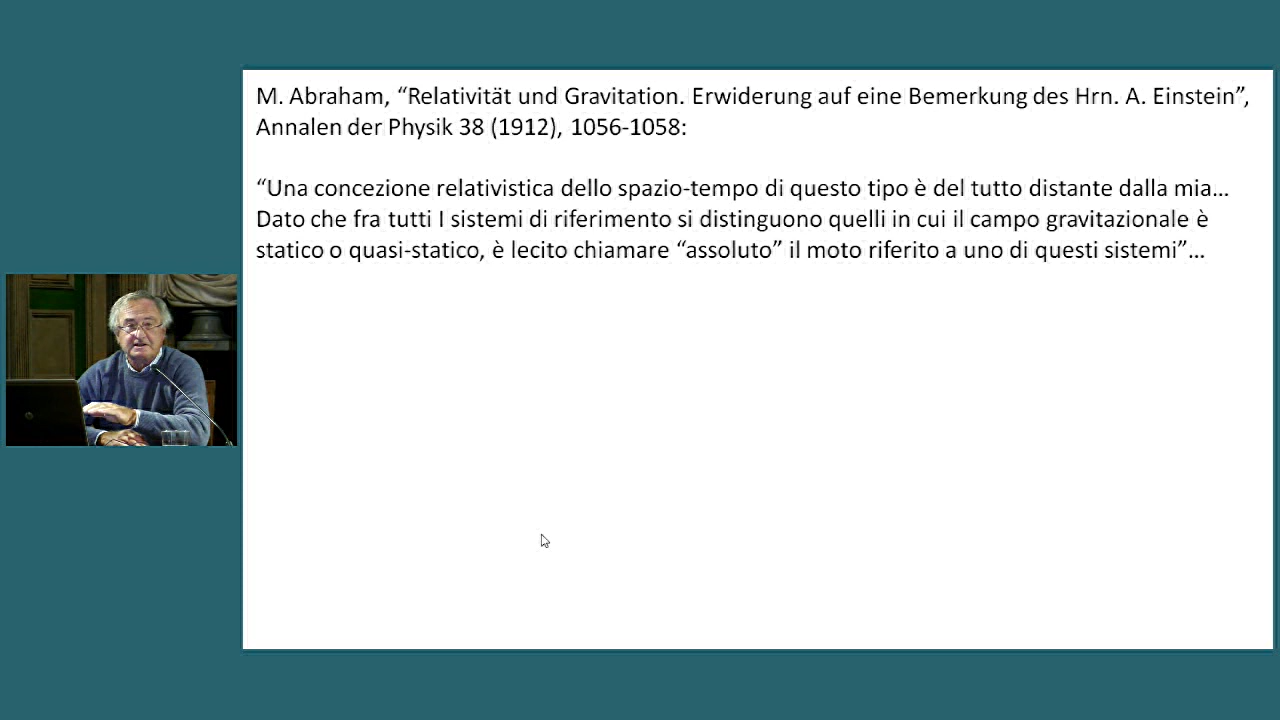 M. Abraham, “Relativität und Gravitation. Erwiderung auf eine Bemerkung des Hrn. A. Einstein”,
Annalen der Physik 38 (1912), 1056-1058:
“Una concezione relativistica dello spazio-tempo di questo tipo è del tutto distante dalla mia...
Dato che fra tutti I sistemi di riferimento si distinguono quelli in cui il campo gravitazionale è
statico o quasi-statico, è lecito chiamare “assoluto” il moto riferito a uno di questi sistemi”...